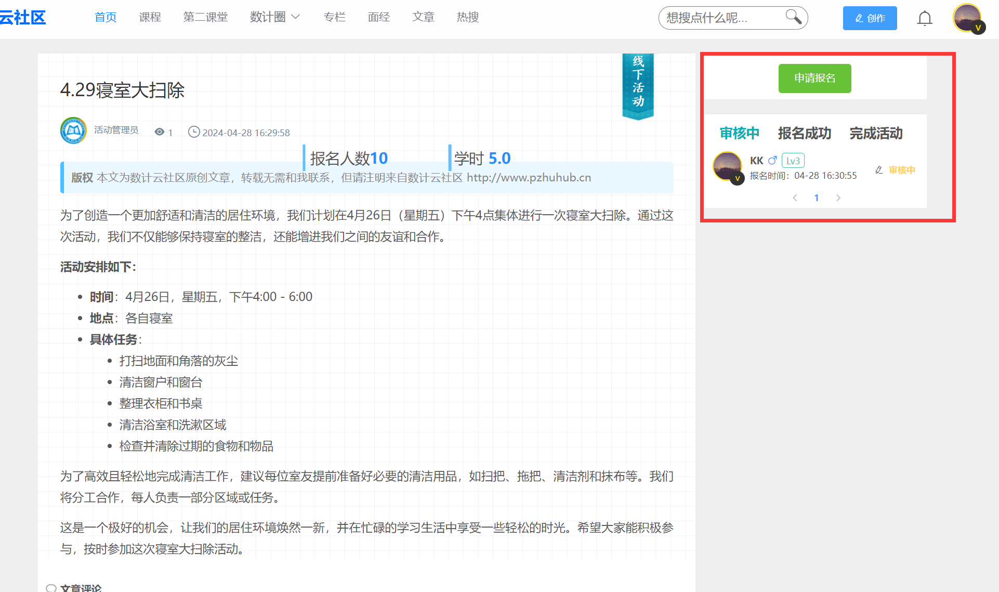 云社区
首页 课程 第二课堂 数计圈 专栏 面经 文章 热搜
想搜点什么呢...
创作
V
线下活动
4.29寝室大扫除
活动管理员 1 2024-04-28 16:29:58
报名人数10 学时 5.0
版权 本文为数计云社区原创文章，转载无需和我联系，但请注明来自数计云社区 http://www.pzhuhub.cn
为了创造一个更加舒适和清洁的居住环境，我们计划在4月26日（星期五）下午4点集体进行一次寝室大扫除。通过这
次活动，我们不仅能够保持寝室的整洁，还能增进我们之间的友谊和合作。
活动安排如下：
时间：4月26日，星期五，下午4:00 - 6:00
地点：各自寝室
具体任务：
打扫地面和角落的灰尘
清洁窗户和窗台
整理衣柜和书桌
清洁浴室和洗漱区域
检查并清除过期的食物和物品
为了高效且轻松地完成清洁工作，建议每位室友提前准备好必要的清洁用品，如扫把、拖把、清洁剂和抹布等。我们
将分工合作，每人负责一部分区域或任务。
这是一个极好的机会，让我们的居住环境焕然一新，并在忙碌的学习生活中享受一些轻松的时光。希望大家能积极参
与，按时参加这次寝室大扫除活动。
文章评论
申请报名
审核中 报名成功 完成活动
KK Lv3
V
报名时间：04-28 16:30:55
审核中
1